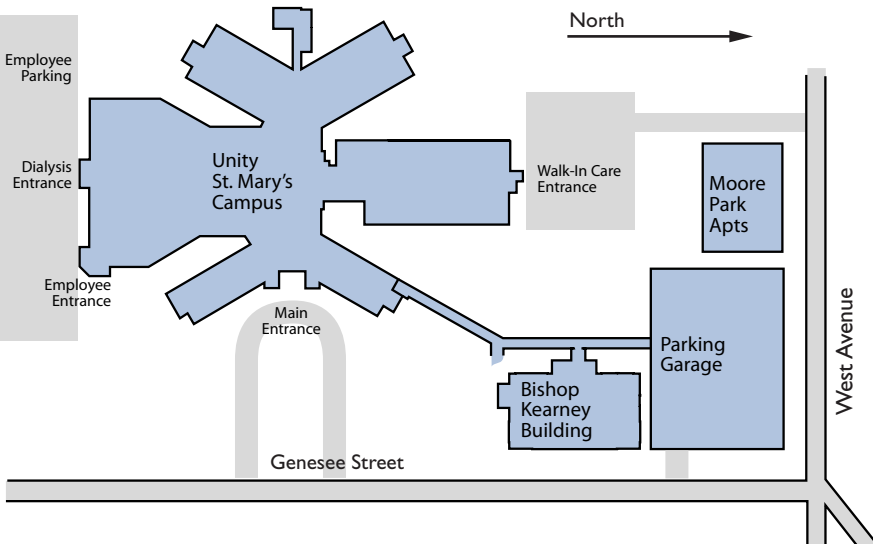 North
Employee
Parking
Dialysis
Entrance
Unity
St. Mary's
Campus
Walk-In Care
Entrance
Moore
Park
Apts
Employee
Entrance
Main
Entrance
Parking
Garage
Bishop
Kearney
Building
West Avenue
Genesee Street